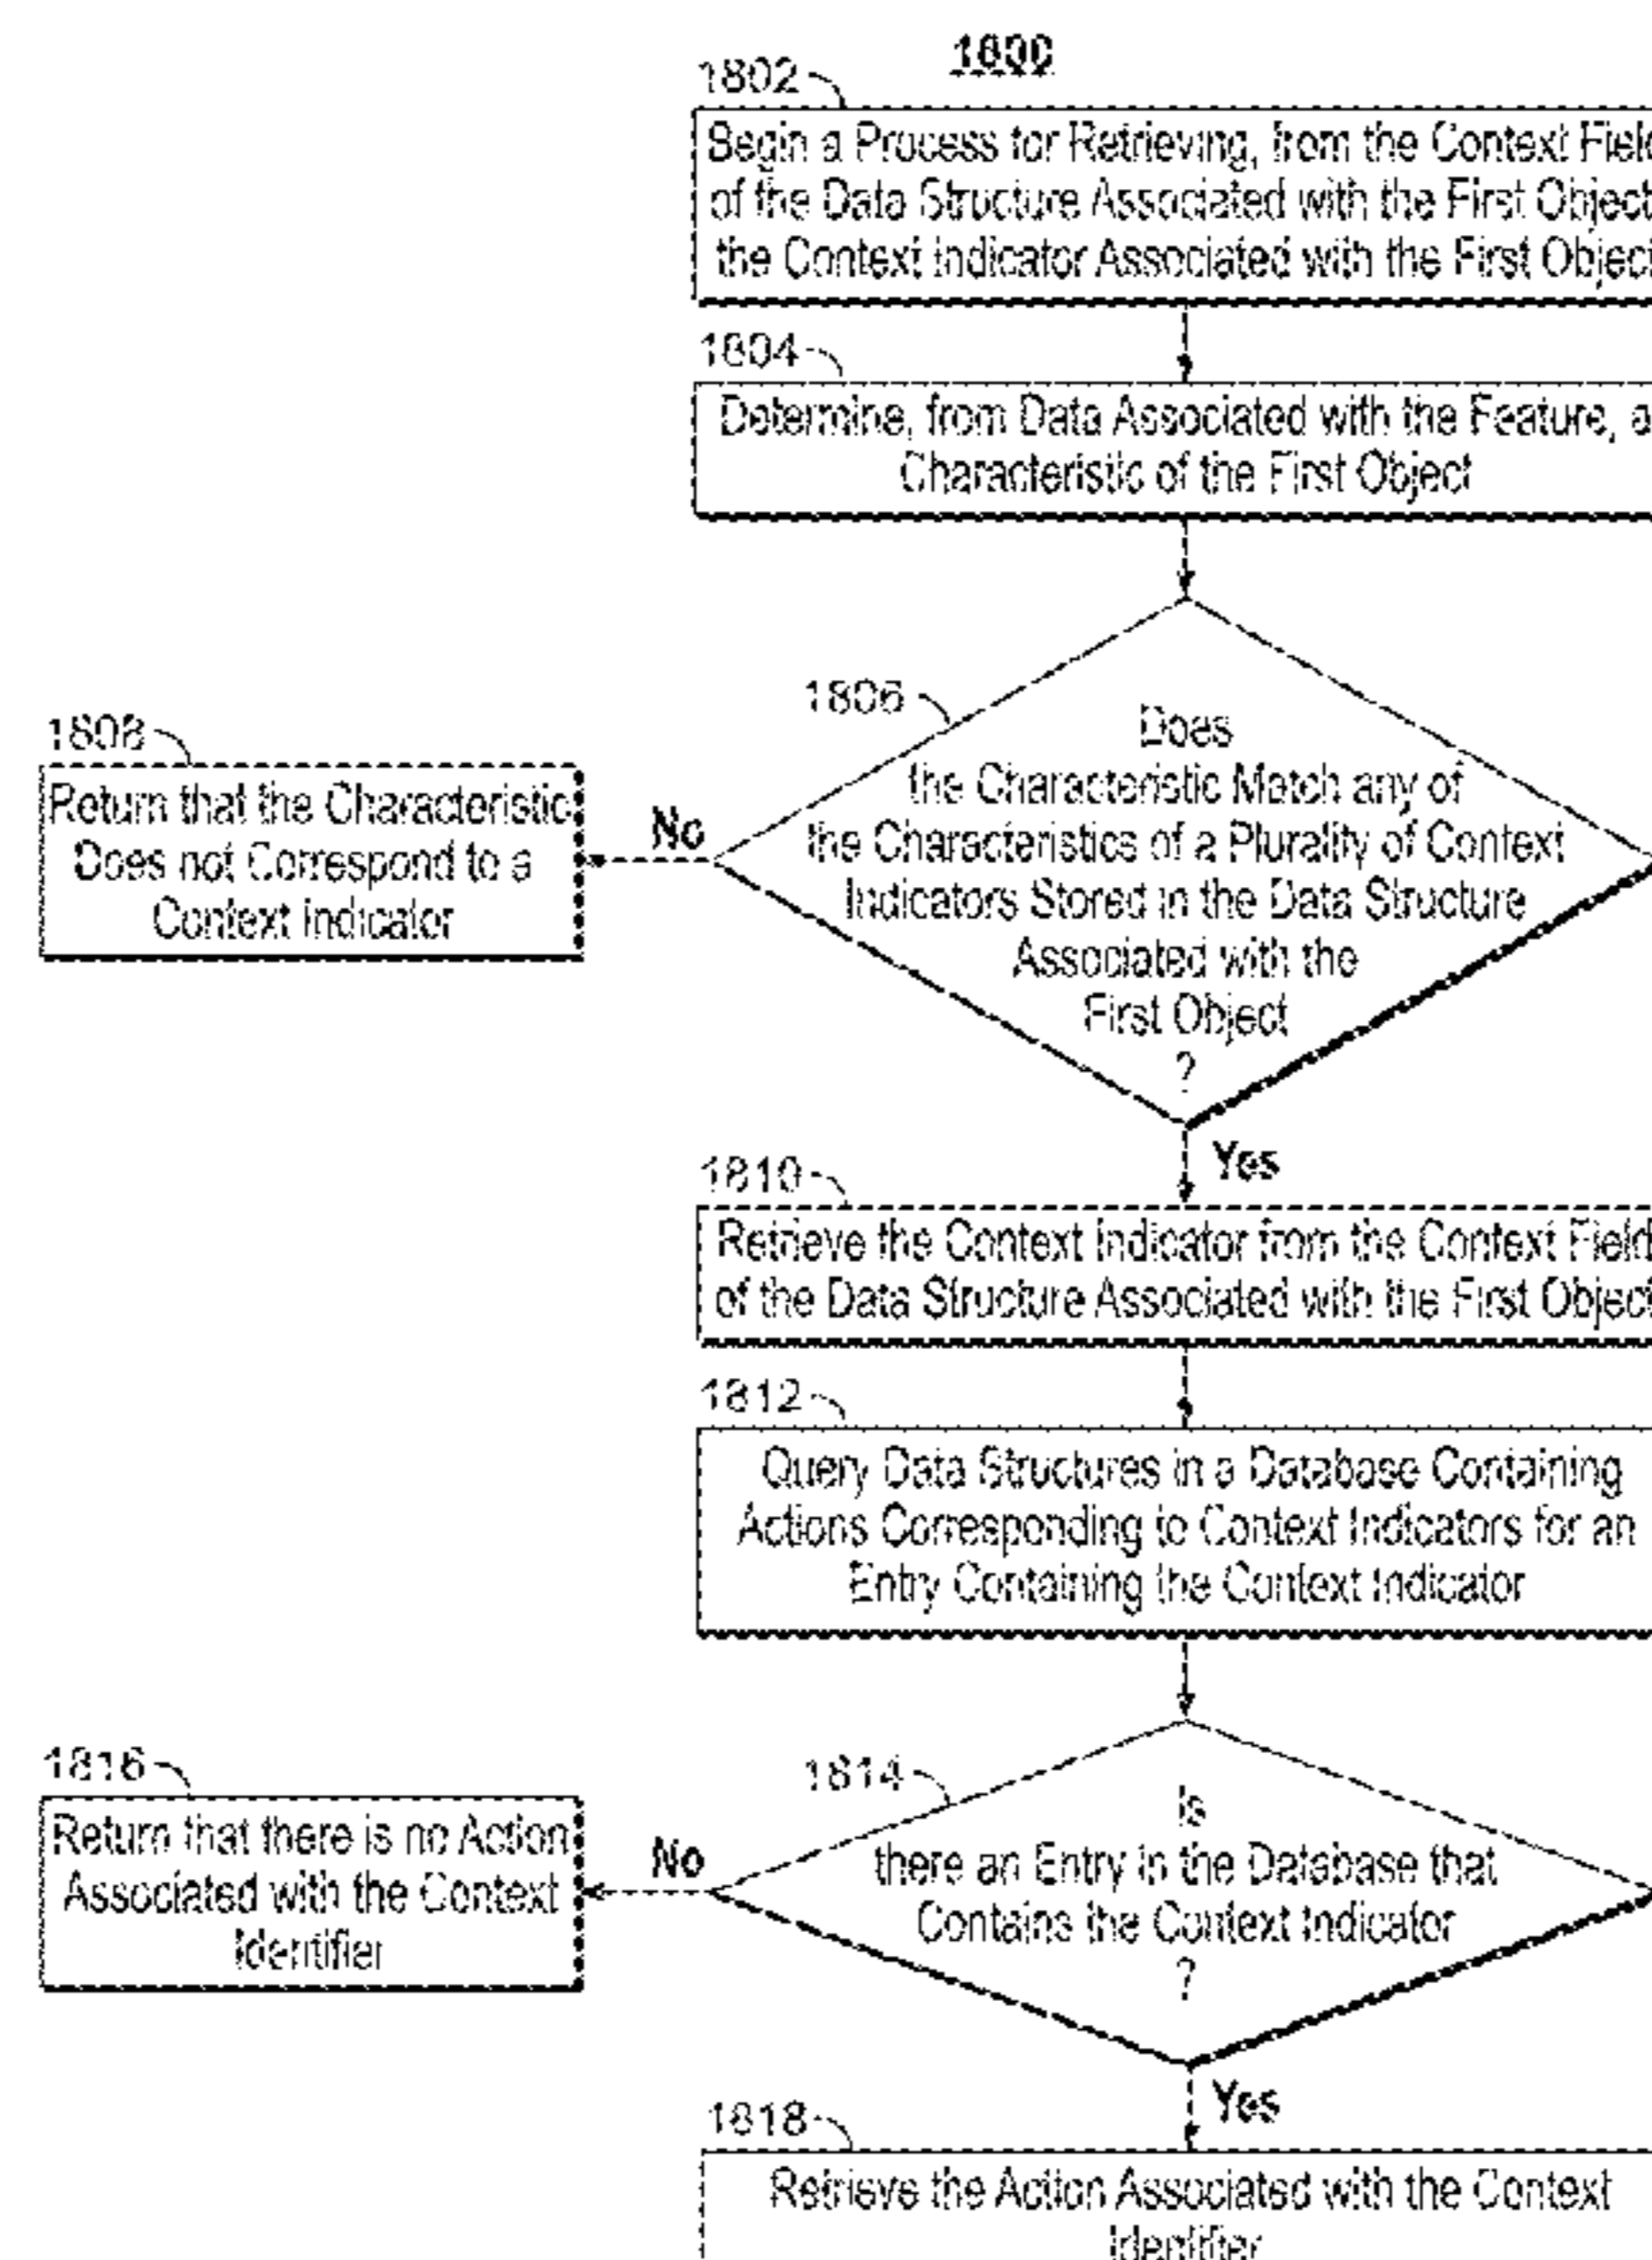 1800
1802
Begin a Process for Retrieving, from the Context Field
of the Data Structure Associated with the First Object
the Context Indicator Associated with the First Object
1804
Determine, from Data Associated with the Feature, a
Characteristic of the First Object
1806
Does
the Characteristic Match any of
the Characteristics of a Plurality of Context
Indicators Stored in the Data Structure
Associated with the
First Object
?
No
1808
Return that the Characteristic
Does not Correspond to a
Context Indicator
Yes
1810
Retrieve the Context Indicator from the Context Field
of the Data Structure Associated with the First Object
1812
Query Data Structures in a Database Containing
Actions Corresponding to Context Indicators for an
Entry Containing the Context Indicator
1814
Is
there an Entry in the Database that
Contains the Context Indicator
?
No
1816
Return that there is no Action
Associated with the Context
Identifier
Yes
1818
Retrieve the Action Associated with the Context
Identifier